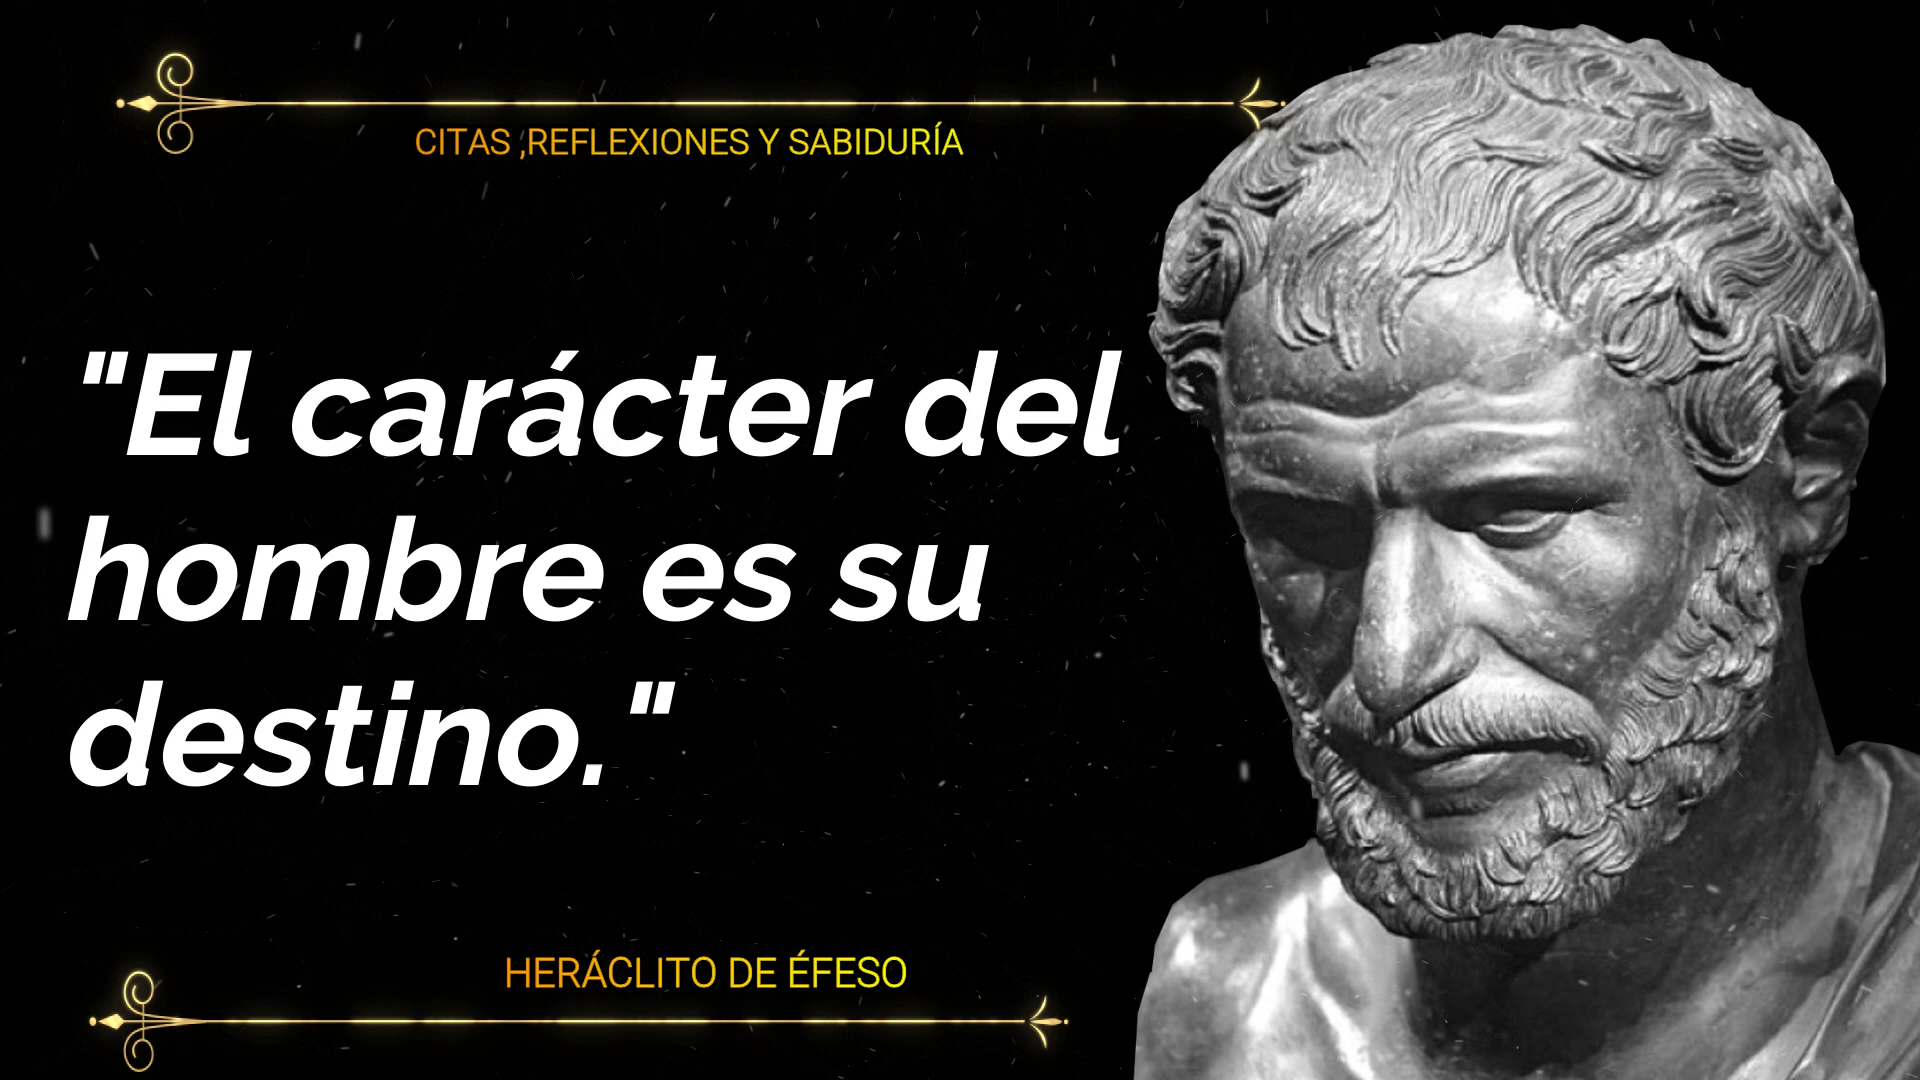 CITAS ,REFLEXIONES Y SABIDURÍA
"El carácter del
hombre es su
destino."
HERÁCLITO DE ÉFESO